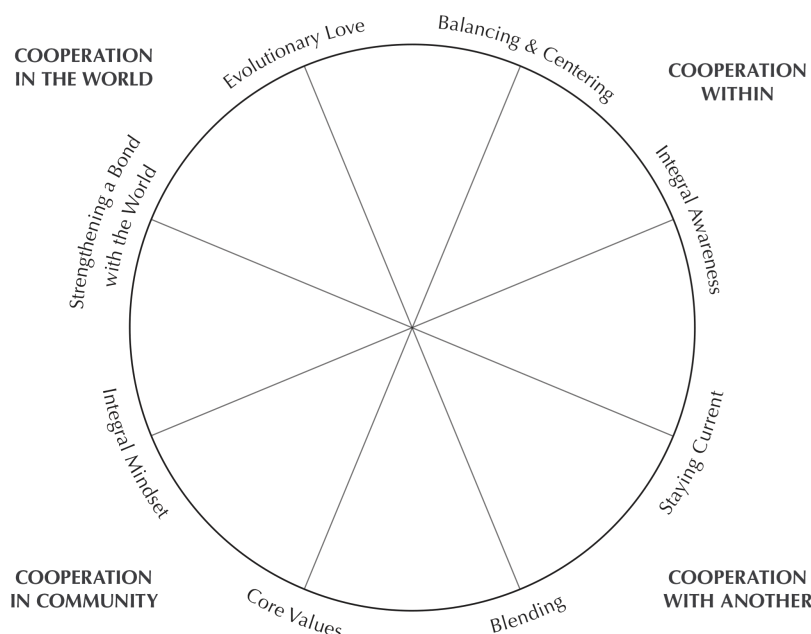 COOPERATION
IN THE WORLD
Evolutionary Love
Balancing & Centering
COOPERATION
WITHIN
Strengthening a Bond
with the World
Integral Awareness
Integral Mindset
Staying Current
COOPERATION
IN COMMUNITY
Core Values
Blending
COOPERATION
WITH ANOTHER